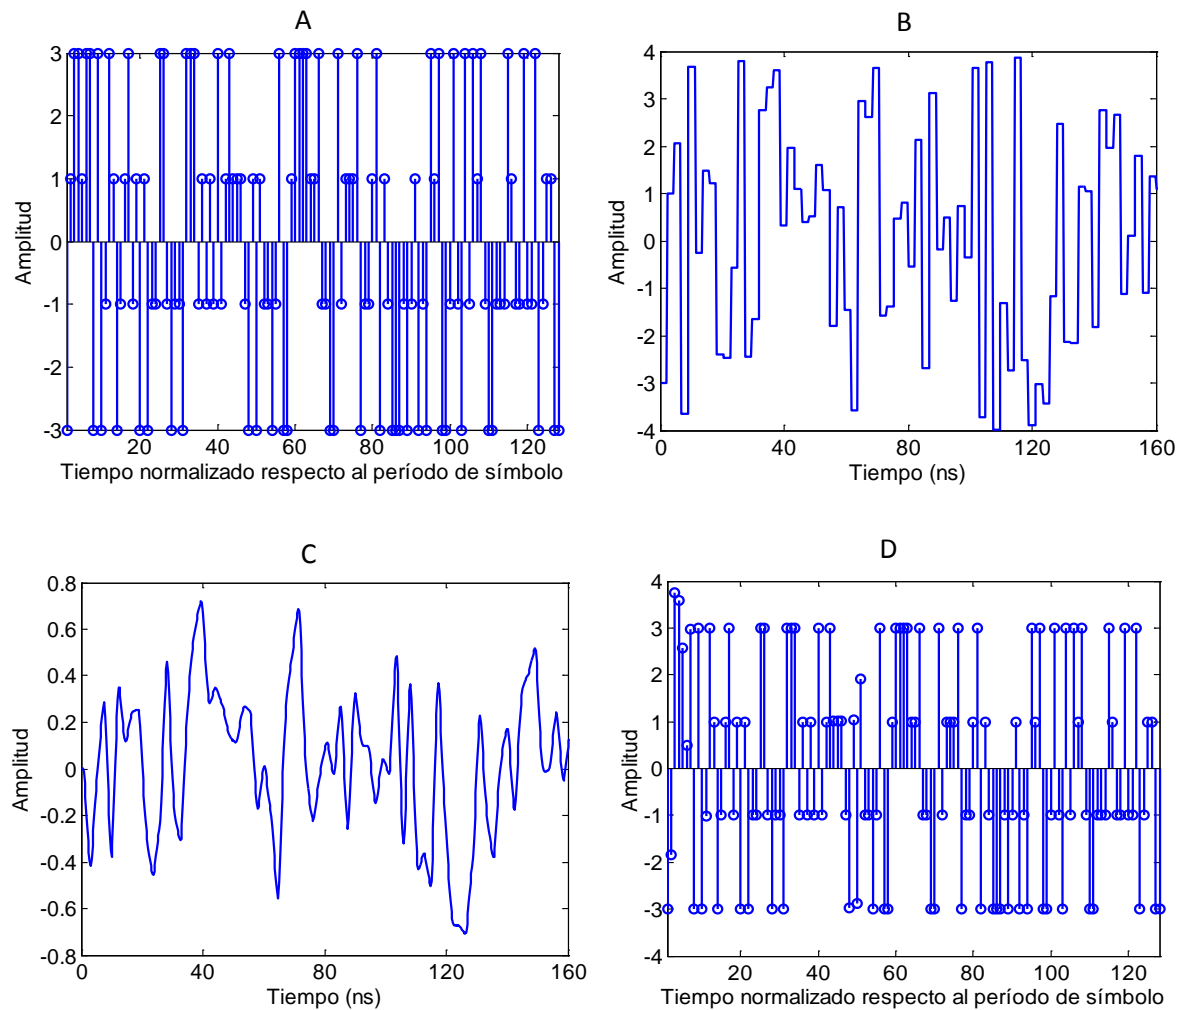 A
3
2
1
0
-1
2
-3
20 40 60 80 100 120
Amplitud
Tiempo normalizado respecto al período de símbolo
B
4
3
2
1
0
-1
-2
-3
-4
0 40 80 120 160
Amplitud
Tiempo (ns)
C
0.8
0.6
0.4
0.2
0
-0.2
-0.4
-0.6
-0.8
0 40 80 120 160
Amplitud
Tiempo (ns)
D
4
3
2
1
0
-1
-2
-3
-4
20 40 60 80 100 120
Amplitud
Tiempo normalizado respecto al período de símbolo